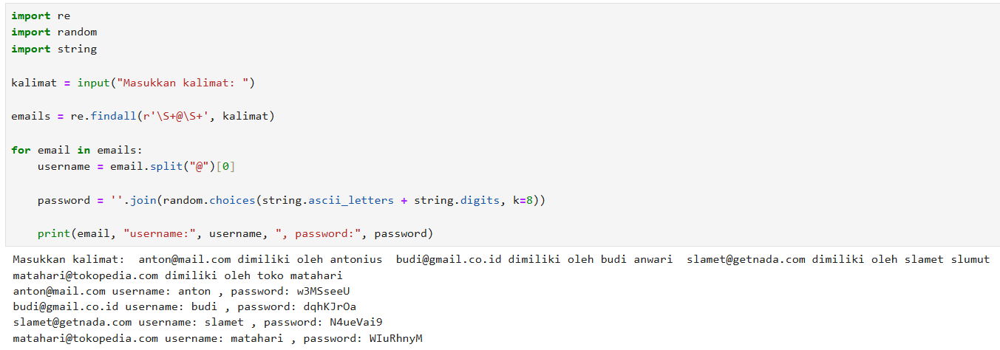 import re
import random
import string
kalimat = input("Masukkan kalimat: ")
emails = re.findall(r'\S+@\S+', kalimat)
for email in emails:
    username = email.split("@")[0]
    password = ''.join(random.choices(string.ascii_letters + string.digits, k=8))
    print(email, "username:", username, ", password:", password)
Masukkan kalimat:  anton@mail.com dimiliki oleh antonius  budi@gmail.co.id dimiliki oleh budi anwari  slamet@getnada.com dimiliki oleh slamet slumut
matahari@tokopedia.com dimiliki oleh toko matahari
anton@mail.com username: anton , password: w3MSseeU
budi@gmail.co.id username: budi , password: dqhKJrOa
slamet@getnada.com username: slamet , password: N4ueVai9
matahari@tokopedia.com username: matahari , password: WIuRhnyM